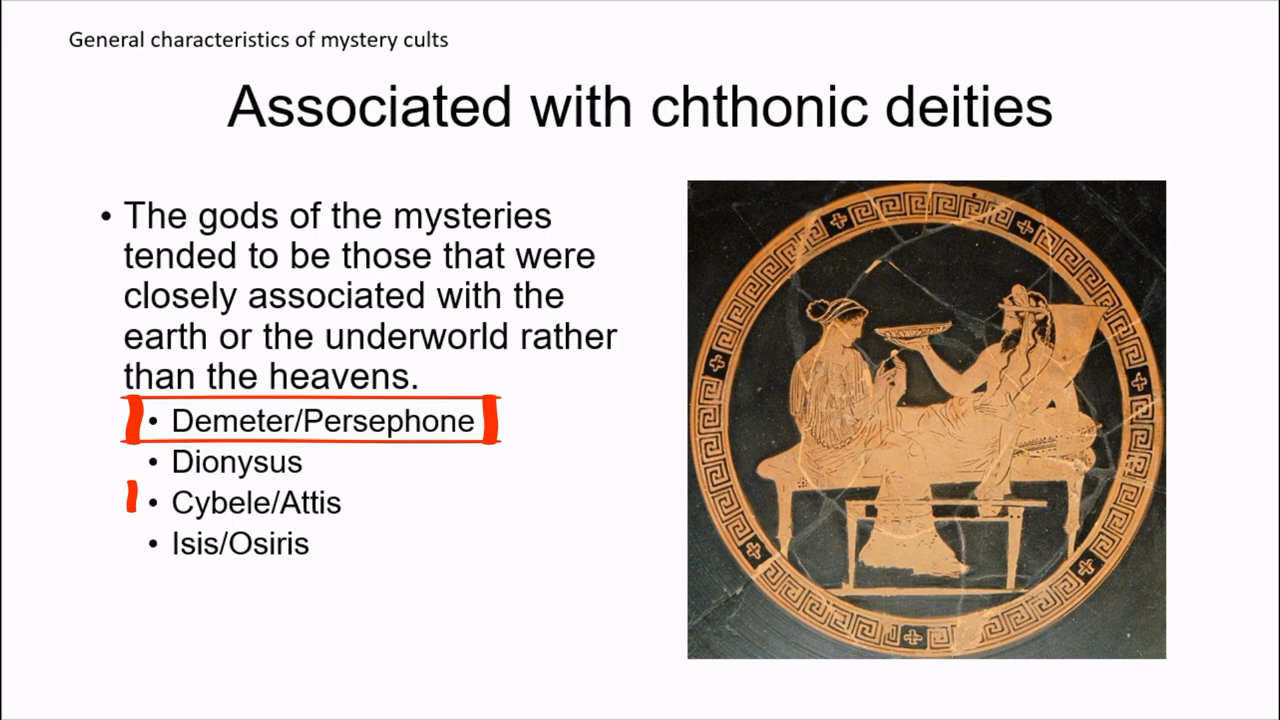 General characteristics of mystery cults
Associated with chthonic deities
• The gods of the mysteries
tended to be those that were
closely associated with the
earth or the underworld rather
than the heavens.
• Demeter/Persephone
• Dionysus
• Cybele/Attis
• Isis/Osiris